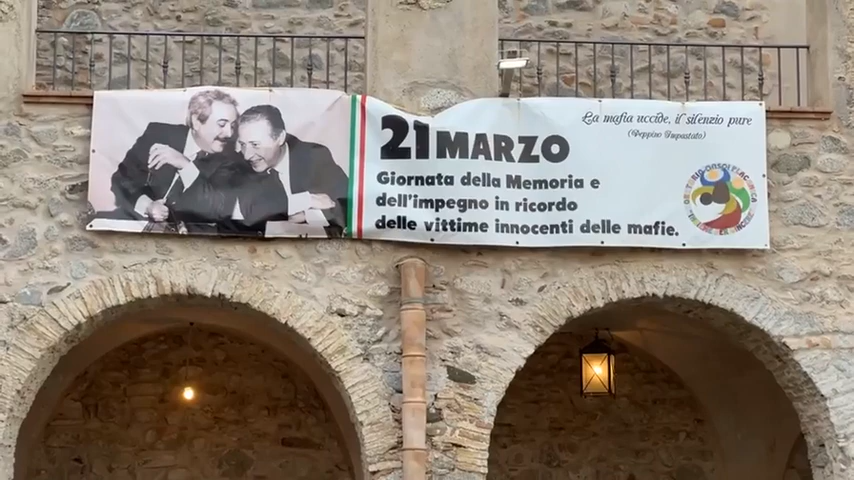 La mafia uccide, il silenzio pure
(Peppino Impastato)
21 MARZO
Giornata della Memoria e
dell'impegno in ricordo
delle vittime innocenti delle mafie.